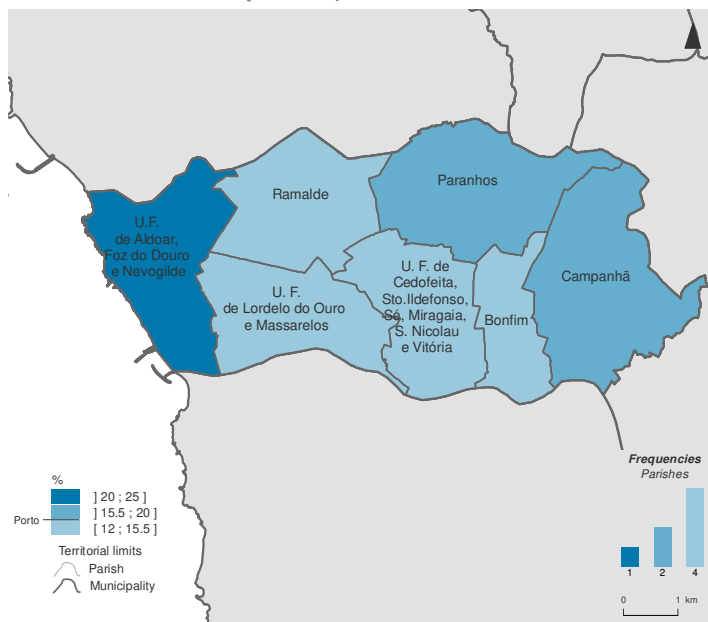 Ramalde
Paranhos
U.F.
de Aldoar,
Foz do Douro
e Nevogilde
U. F.
de Lordelo do Ouro
e Massarelos
U. F. de
Cedofeita,
Sto.Ildefonso,
Sé, Miragaia,
S. Nicolau
e Vitória
Bonfim
Campanhã
%
] 20 ; 25 ]
] 15.5 ; 20 ]
[ 12 ; 15.5 ]
Porto
Territorial limits
Parish
Municipality
Frequencies
Parishes
1 2 4
0 1 km